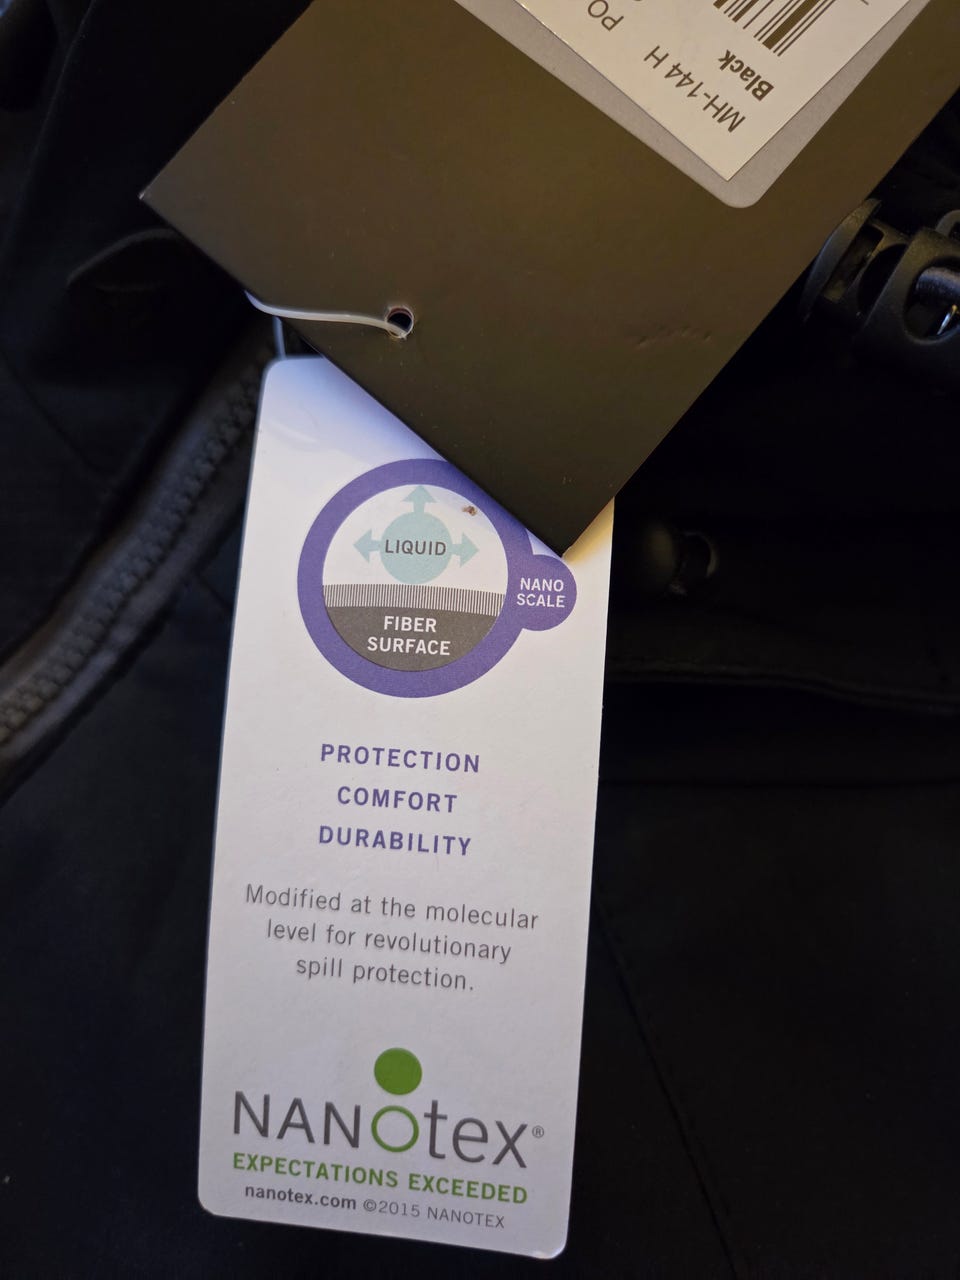 PO
MH-144 H
Black
LIQUID
NANO
SCALE
FIBER
SURFACE
PROTECTION
COMFORT
DURABILITY
Modified at the molecular
level for revolutionary
spill protection.
NANOtex®
EXPECTATIONS EXCEEDED
nanotex.com ©2015 NANOTEX